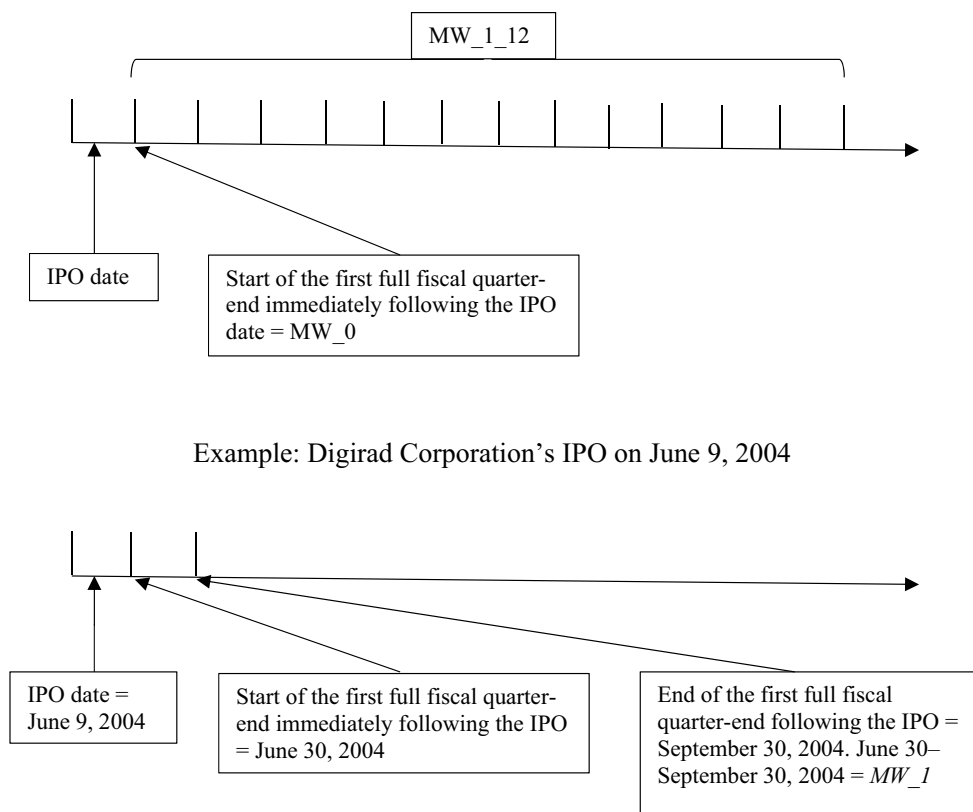 MW_1_12
IPO date
Start of the first full fiscal quarter-
end immediately following the IPO
date = MW_0
Example: Digirad Corporation’s IPO on June 9, 2004
IPO date =
June 9, 2004
Start of the first full fiscal quarter-
end immediately following the IPO
= June 30, 2004
End of the first full fiscal
quarter-end following the IPO =
September 30, 2004. June 30–
September 30, 2004 = MW_1